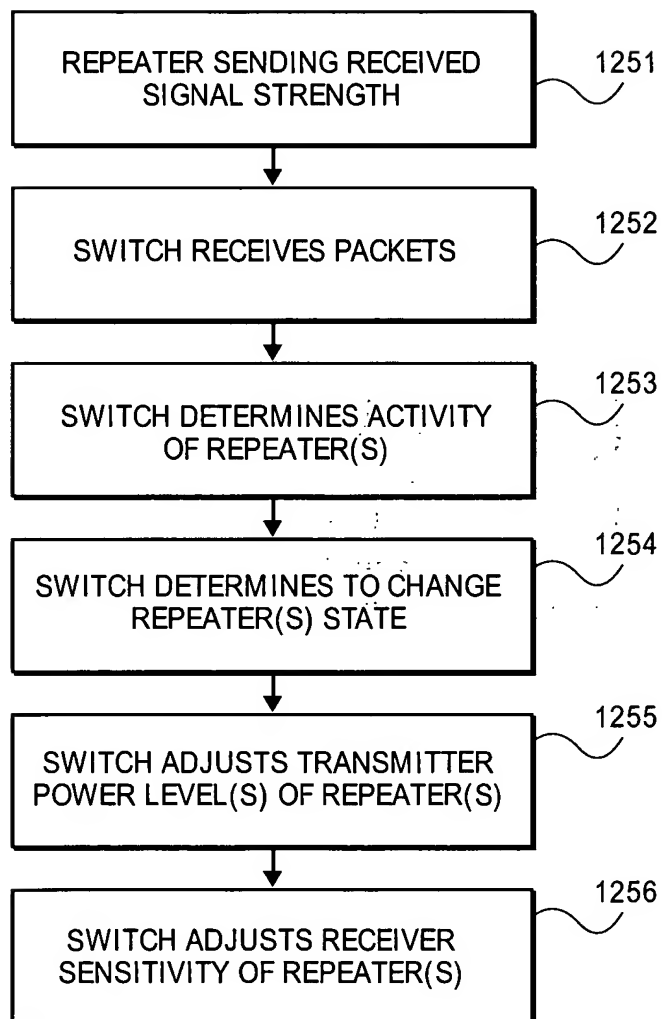 REPEATER SENDING RECEIVED
SIGNAL STRENGTH
1251
SWITCH RECEIVES PACKETS
1252
SWITCH DETERMINES ACTIVITY
OF REPEATER(S)
1253
SWITCH DETERMINES TO CHANGE
REPEATER(S) STATE
1254
SWITCH ADJUSTS TRANSMITTER
POWER LEVEL(S) OF REPEATER(S)
1255
SWITCH ADJUSTS RECEIVER
SENSITIVITY OF REPEATER(S)
1256